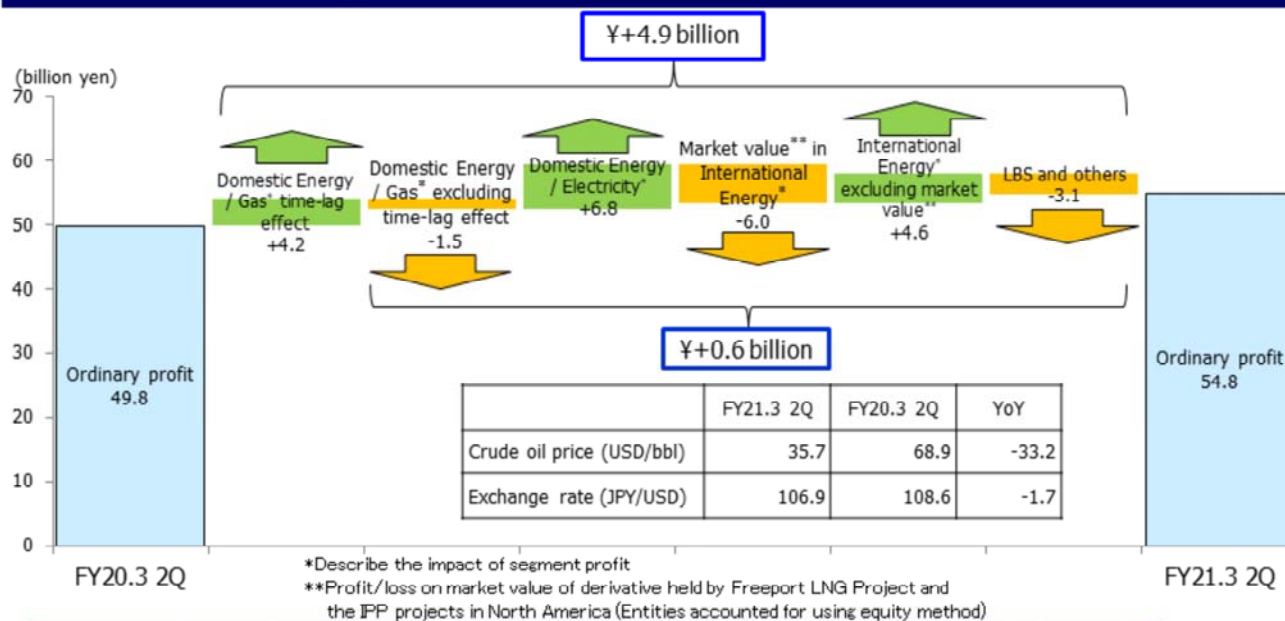 ¥+4.9 billion
(billion yen)
70
60
50
40
30
20
10
0
Domestic Energy
/ Gas* time-lag
effect
+4.2
Domestic Energy
/ Gas* excluding
time-lag effect
-1.5
Domestic Energy
/ Electricity*
+6.8
Market value** in
International
Energy*
-6.0
International
Energy*
excluding market
value**
+4.6
LBS and others
-3.1
¥+0.6 billion
Ordinary profit
49.8
Ordinary profit
54.8
FY21.3 2Q FY20.3 2Q YoY
Crude oil price (USD/bbl) 35.7 68.9 -33.2
Exchange rate (JPY/USD) 106.9 108.6 -1.7
FY20.3 2Q
FY21.3 2Q
*Describe the impact of segment profit
**Profit/loss on market value of derivative held by Freeport LNG Project and
the IPP projects in North America (Entities accounted for using equity method)